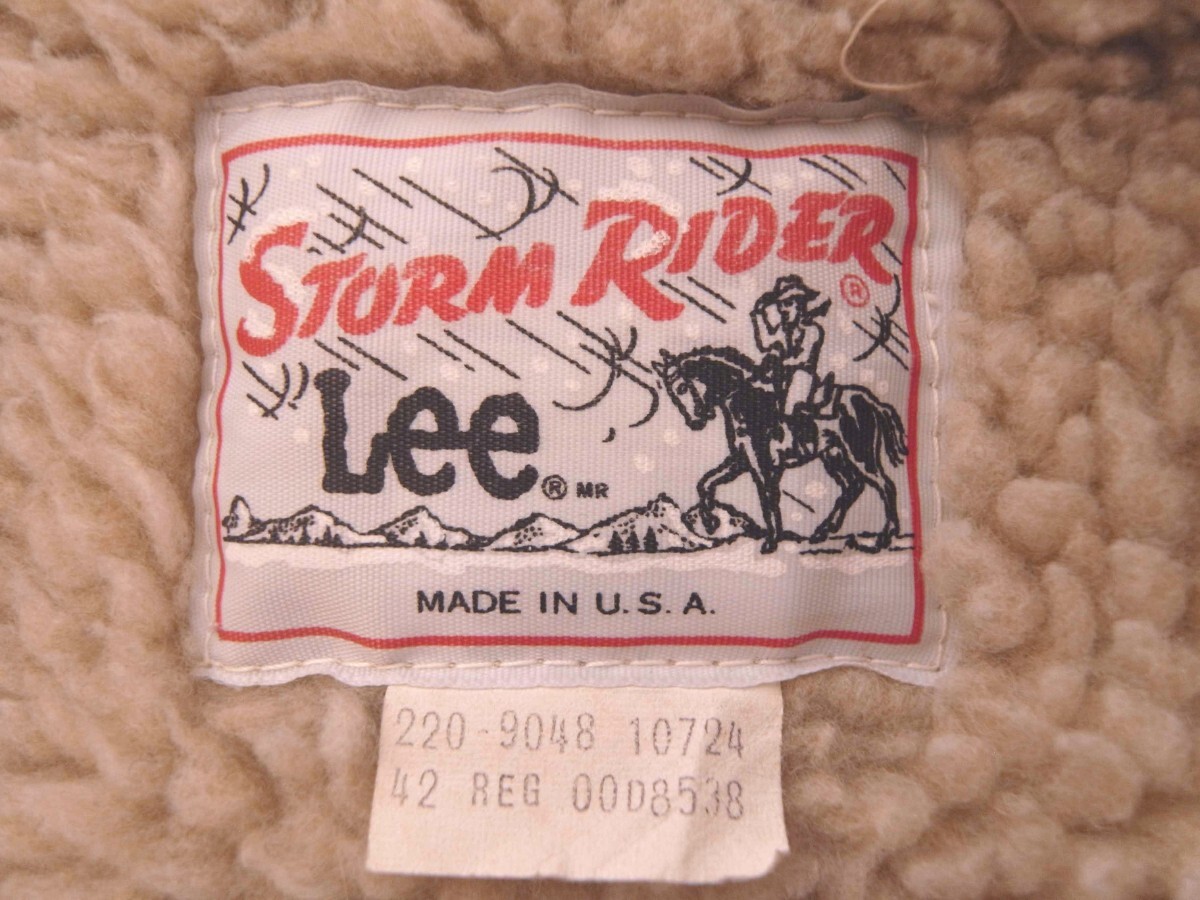 STORM RIDER ®
Lee ® MR
MADE IN U.S.A.
220-9048 10724
42 REG 00D8538